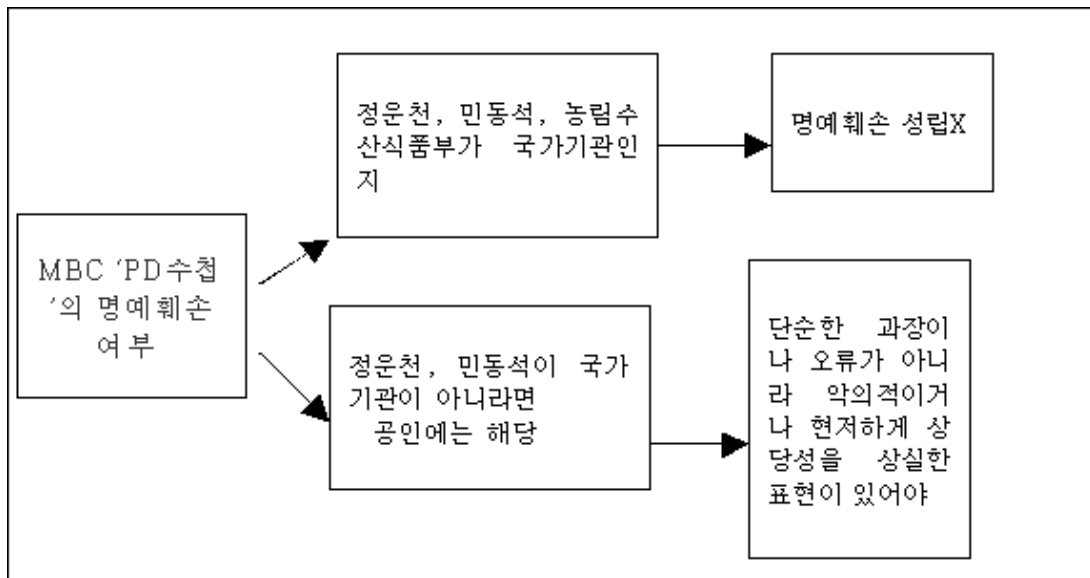 MBC ‘PD수첩
’의 명예훼손
여부
정운천, 민동석, 농림수
산식품부가 국가기관인
지
명예훼손 성립X
정운천, 민동석이 국가
기관이 아니라면
공인에는 해당
단순한 과장이
나 오류가 아니
라 악의적이거
나 현저하게 상
당성을 상실한
표현이 있어야